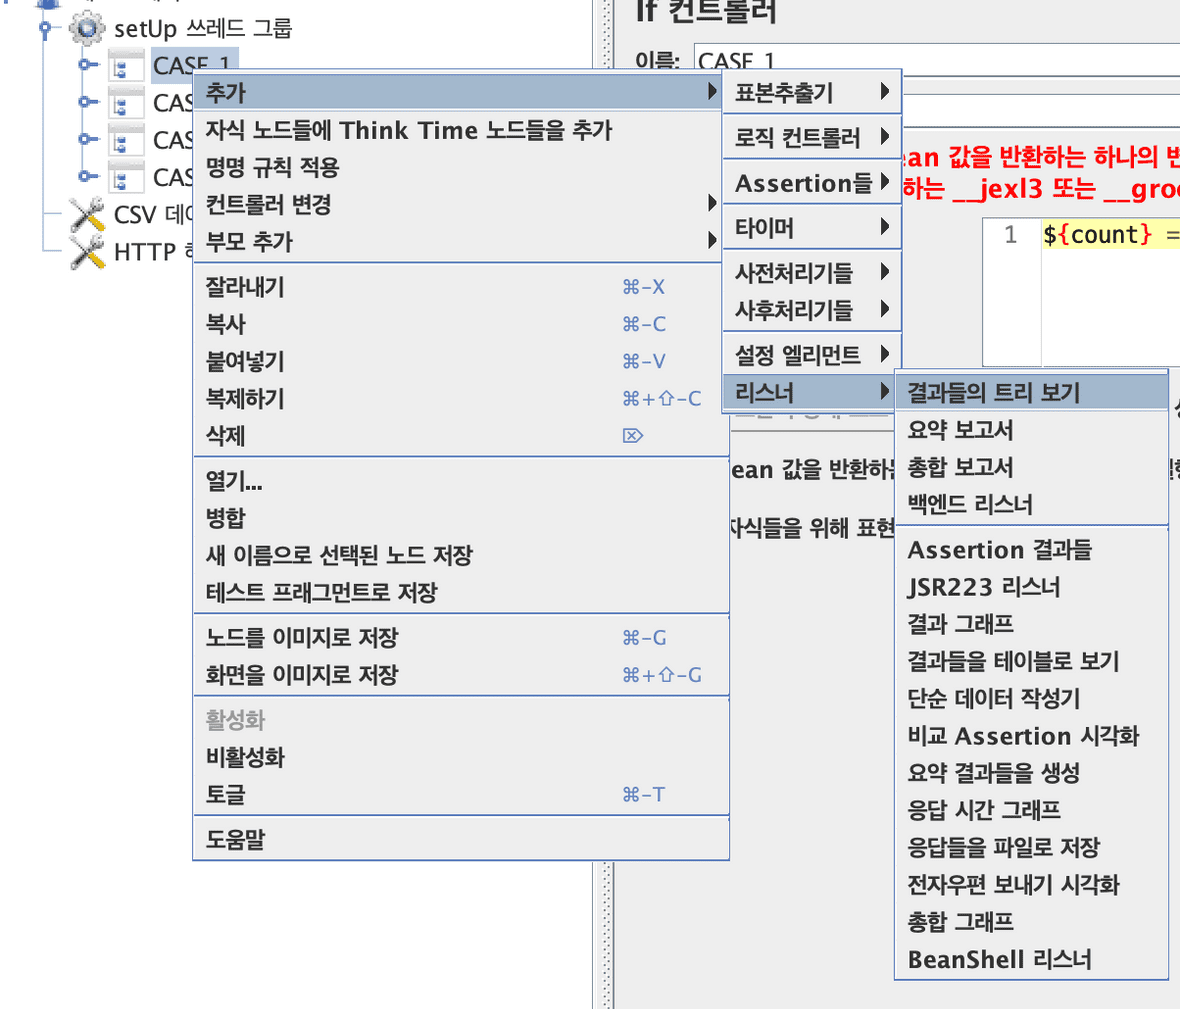 If 컨트롤러
setUp 쓰레드 그룹
이름: CASE_1
CASE_1
CAS
CAS
CAS
CSV 데이
HTTP
추가
자식 노드들에 Think Time 노드들을 추가
명명 규칙 적용
컨트롤러 변경
부모 추가
잘라내기 ⌘-X
복사 ⌘-C
붙여넣기 ⌘-V
복제하기 ⌘+⇧-C
삭제 ⌦
열기...
병합
새 이름으로 선택된 노드 저장
테스트 프래그먼트로 저장
노드를 이미지로 저장 ⌘-G
화면을 이미지로 저장 ⌘+⇧-G
활성화
비활성화
토글 ⌘-T
도움말
표본추출기
로직 컨트롤러
Assertion들
타이머
사전처리기들
사후처리기들
설정 엘리먼트
리스너
ean 값을 반환하는 하나의 변
하는 __jexl3 또는 __groo
1 ${count} =
ean 값을 반환하는
자식들을 위해 표현
결과들의 트리 보기
요약 보고서
총합 보고서
백엔드 리스너
Assertion 결과들
JSR223 리스너
결과 그래프
결과들을 테이블로 보기
단순 데이터 작성기
비교 Assertion 시각화
요약 결과들을 생성
응답 시간 그래프
응답들을 파일로 저장
전자우편 보내기 시각화
총합 그래프
BeanShell 리스너